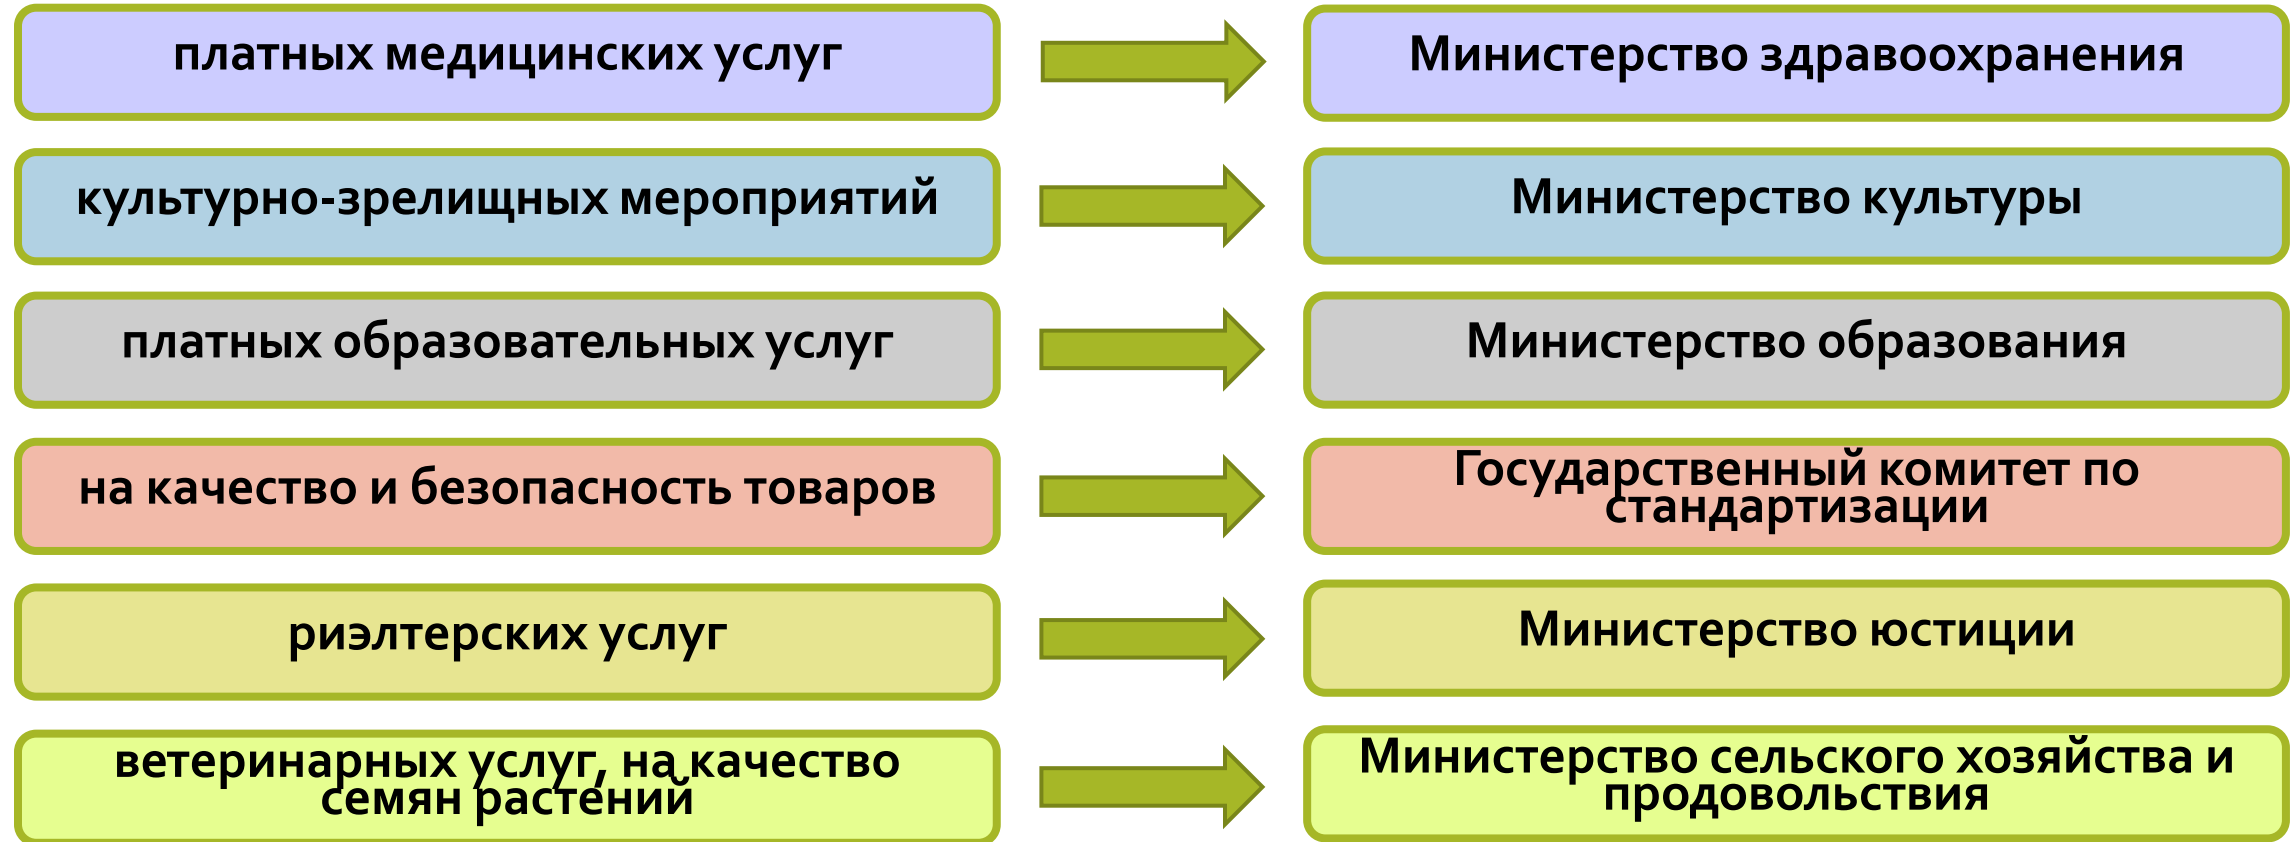 платных медицинских услуг
Министерство здравоохранения
культурно-зрелищных мероприятий
Министерство культуры
платных образовательных услуг
Министерство образования
на качество и безопасность товаров
Государственный комитет по
стандартизации
риэлтерских услуг
Министерство юстиции
ветеринарных услуг, на качество
семян растений
Министерство сельского хозяйства и
продовольствия